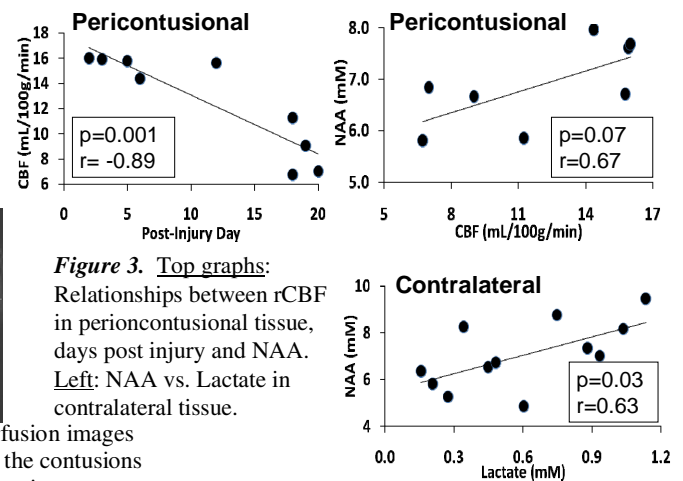 Pericontusional
18
16
14
12
10
8
6
CBF (mL/100g/min)
p=0.001
r= -0.89
0 5 10 15 20
Post-Injury Day
Pericontusional
8.0
7.0
6.0
5.0
NAA (mM)
p=0.07
r=0.67
5 8 11 14 17
CBF (mL/100g/min)
Figure 3. Top graphs:
Relationships between rCBF
in perioncontusional tissue,
days post injury and NAA.
Left: NAA vs. Lactate in
contralateral tissue.
fusion images
the contusions
Contralateral
10
8
6
4
NAA (mM)
p=0.03
r=0.63
0.0 0.3 0.6 0.9 1.2
Lactate (mM)